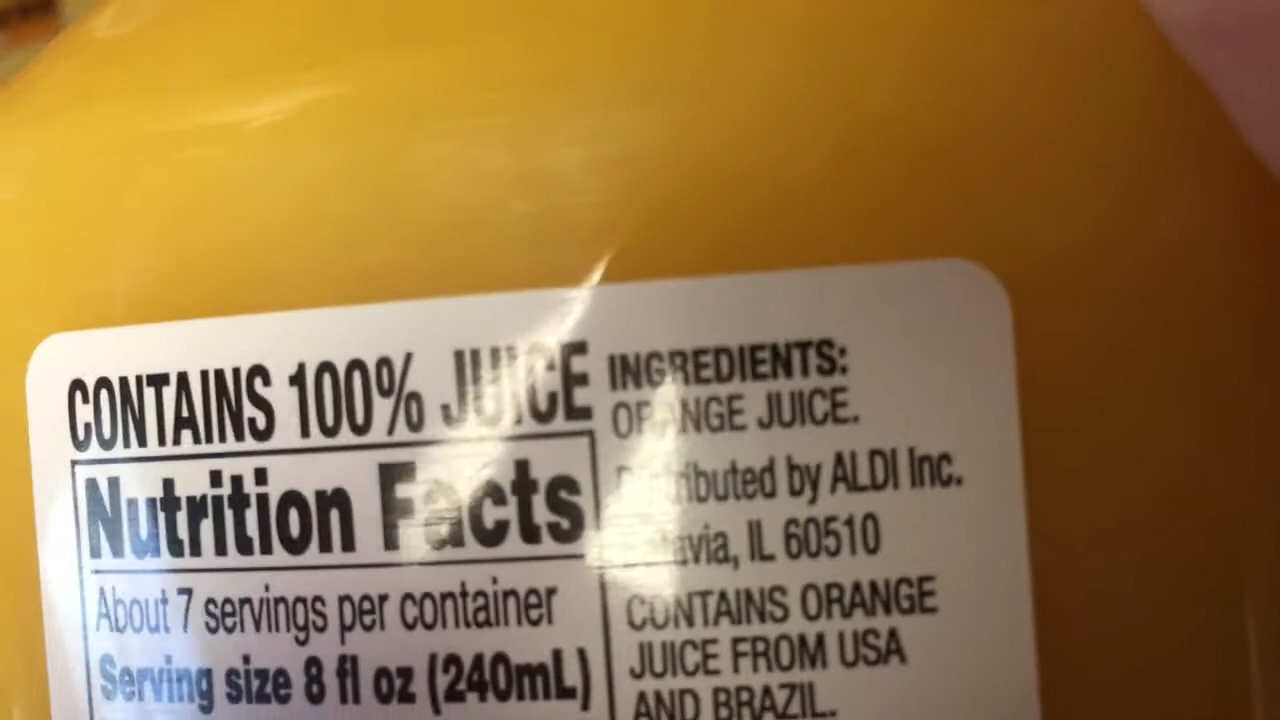 CONTAINS 100% JUICE
Nutrition Facts
About 7 servings per container
Serving size 8 fl oz (240mL)
INGREDIENTS:
ORANGE JUICE.
Distributed by ALDI Inc.
Batavia, IL 60510
CONTAINS ORANGE
JUICE FROM USA
AND BRAZIL.